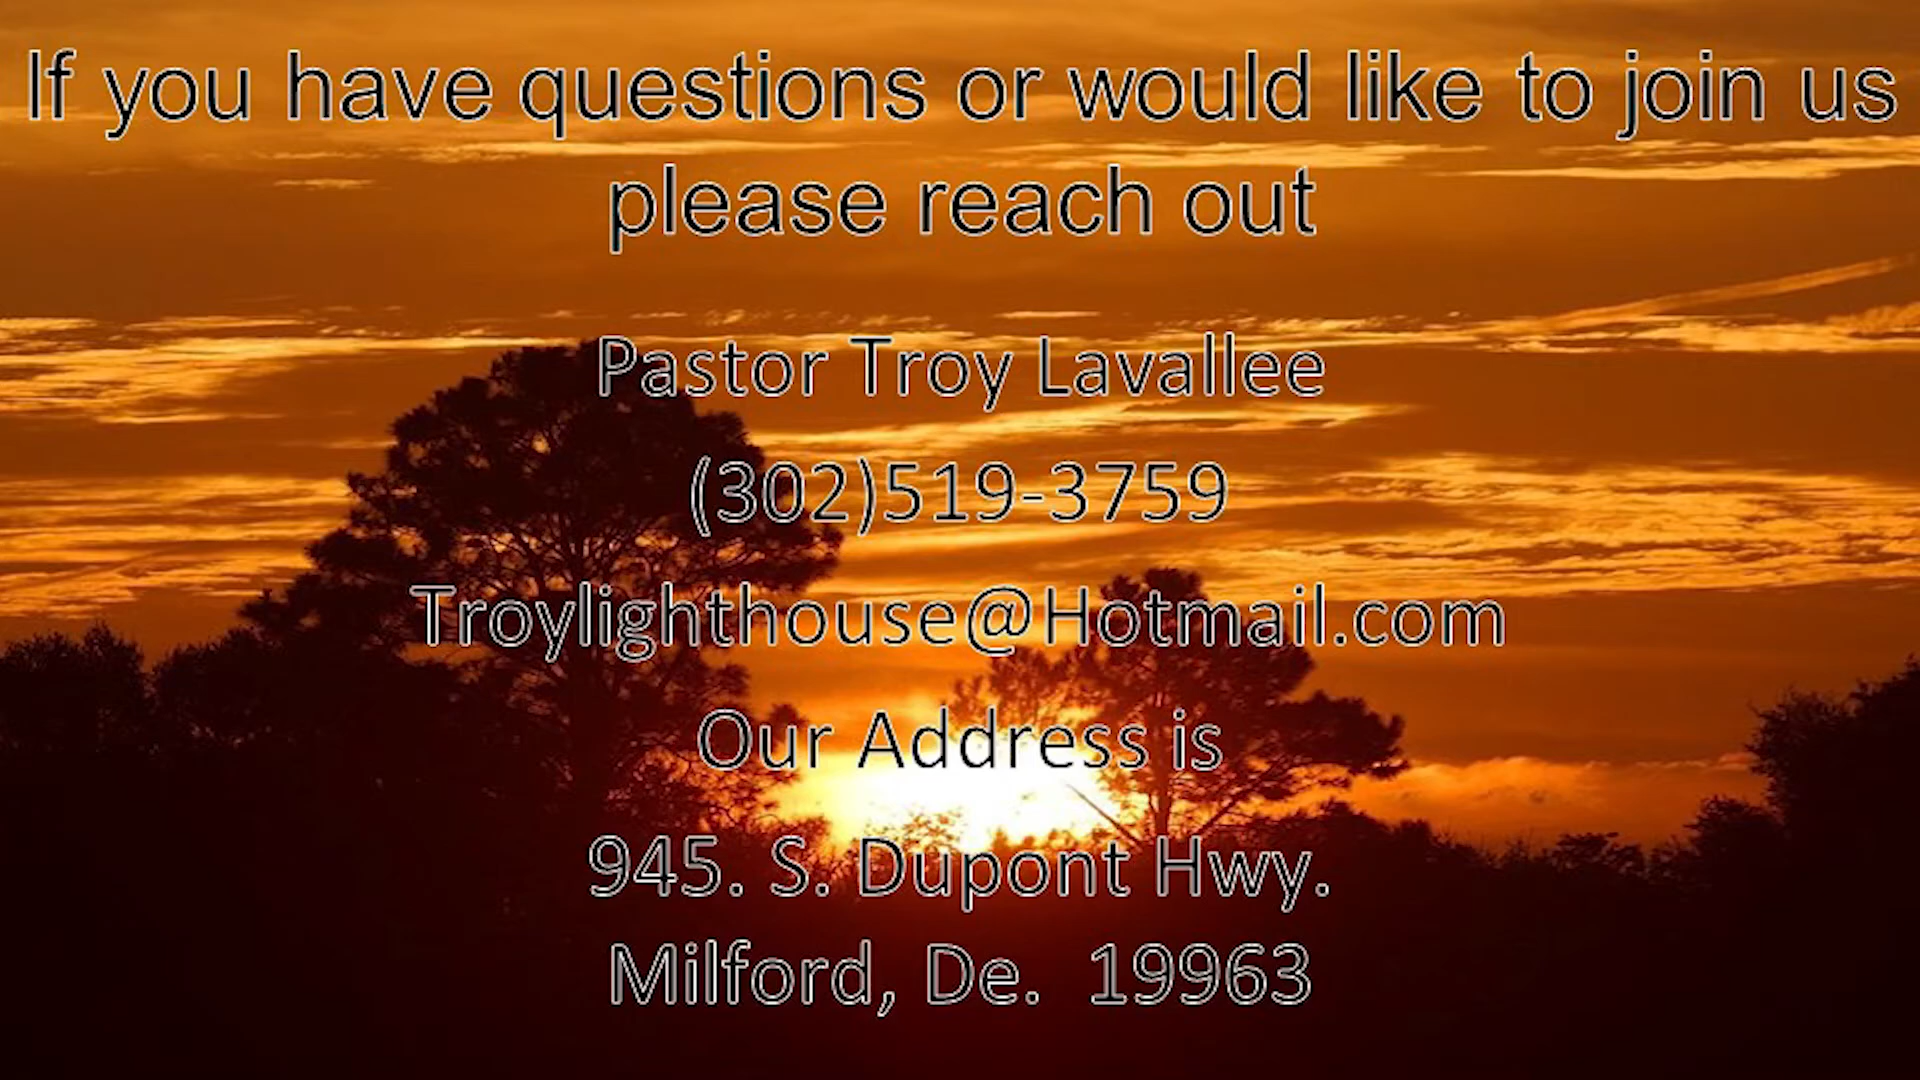 If you have questions or would like to join us
please reach out
Pastor Troy Lavallee
(302)519-3759
Troylighthouse@Hotmail.com
Our Address is
945. S. Dupont Hwy.
Milford, De.  19963